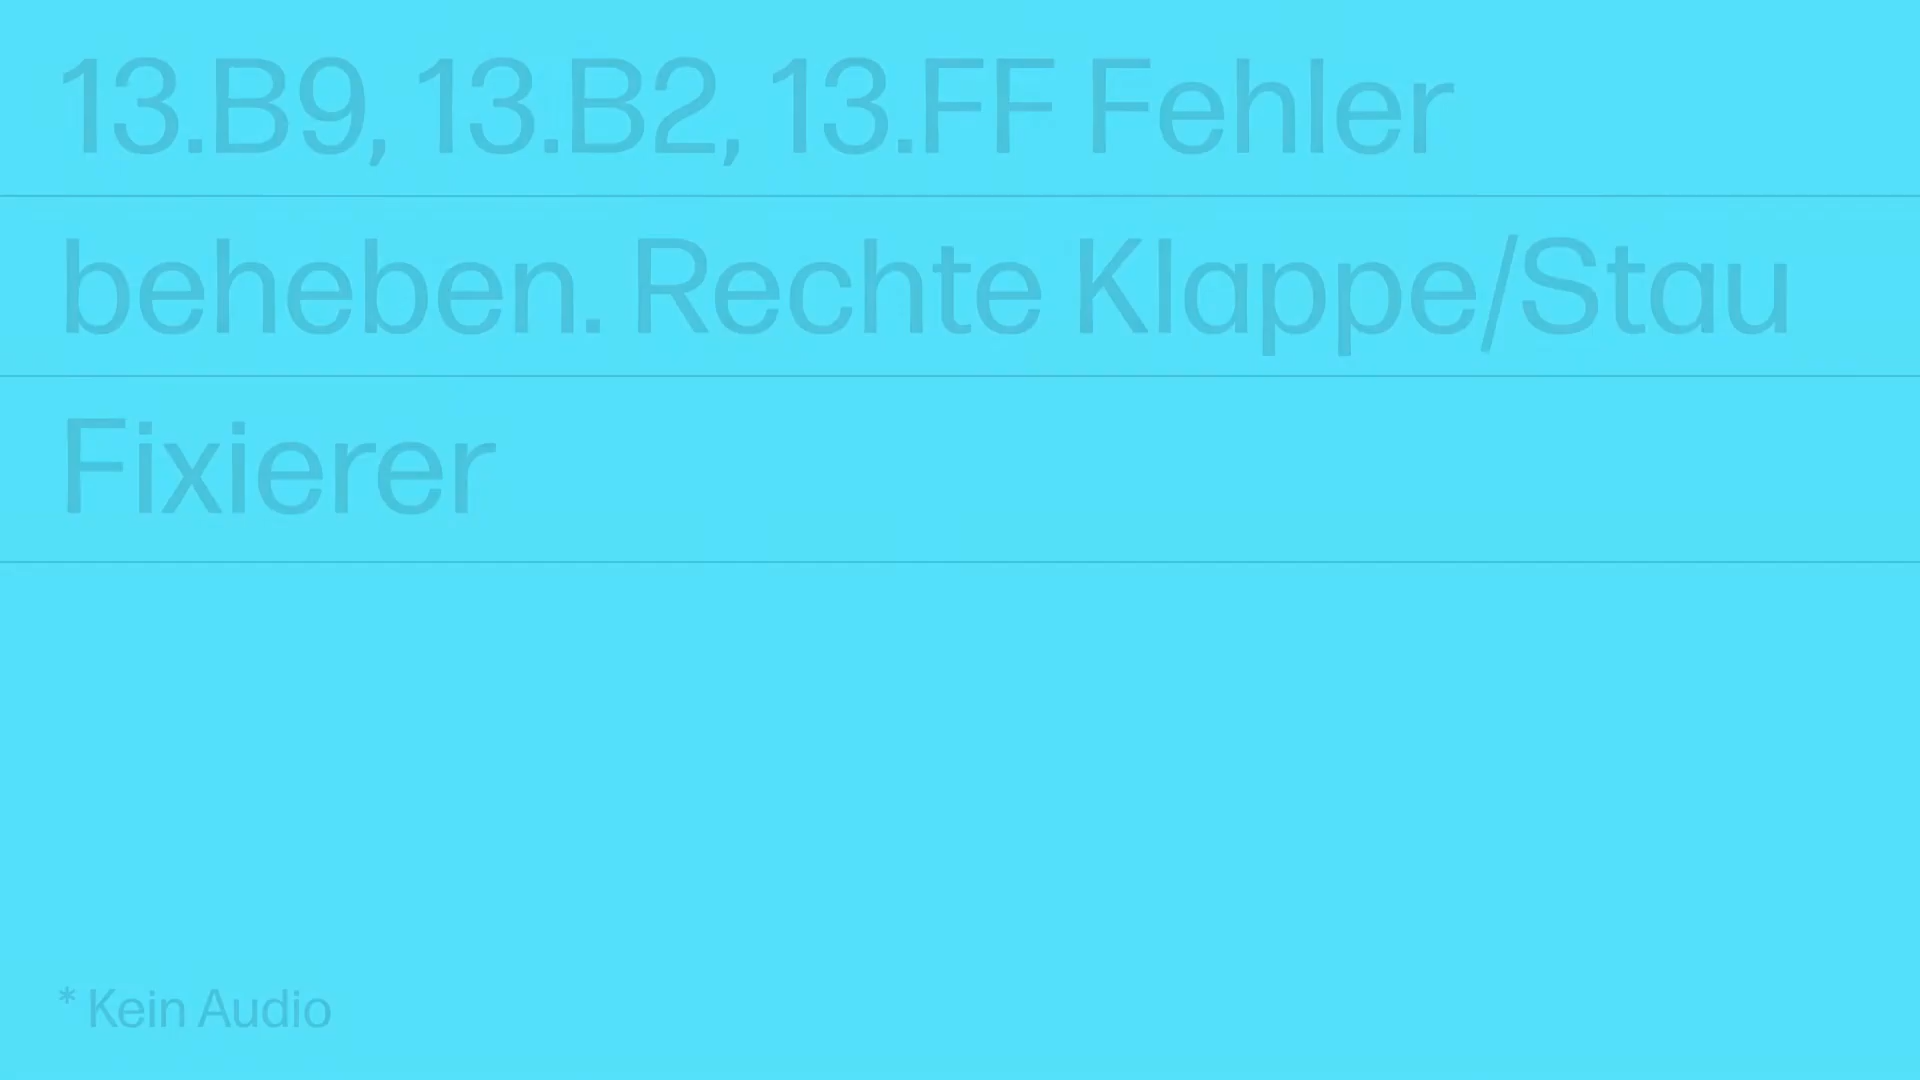 13.B9, 13.B2, 13.FF Fehler
beheben. Rechte Klappe/Stau
Fixierer
* Kein Audio